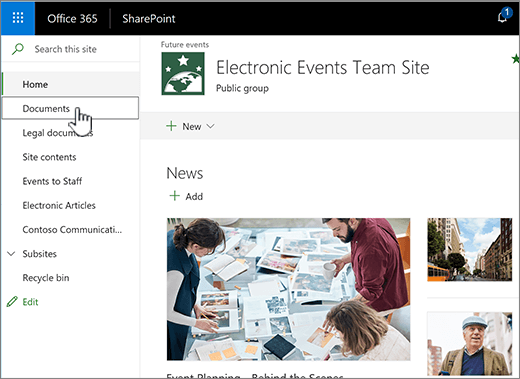 Office 365
SharePoint
1
Search this site
Home
Documents
Legal documents
Site contents
Events to Staff
Electronic Articles
Contoso Communicati...
Subsites
Recycle bin
Edit
Future events
Electronic Events Team Site
Public group
New
News
Add
Event Planning - Behind the Scenes